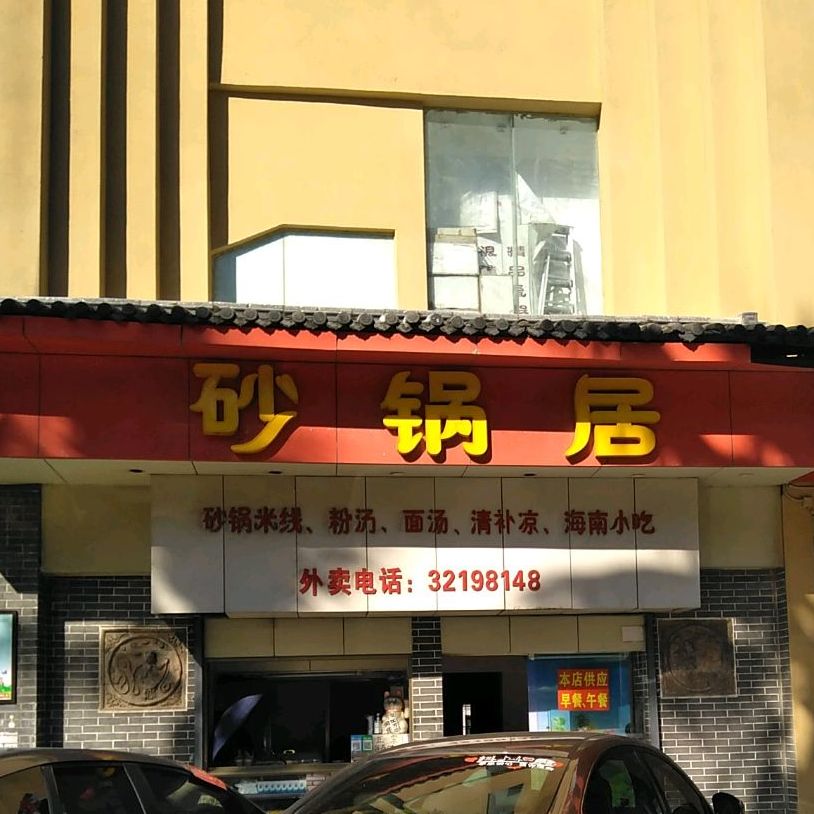 砂锅居
砂锅米线、粉汤、面汤、清补凉、海南小吃
外卖电话：32198148
本店供应
早餐、午餐